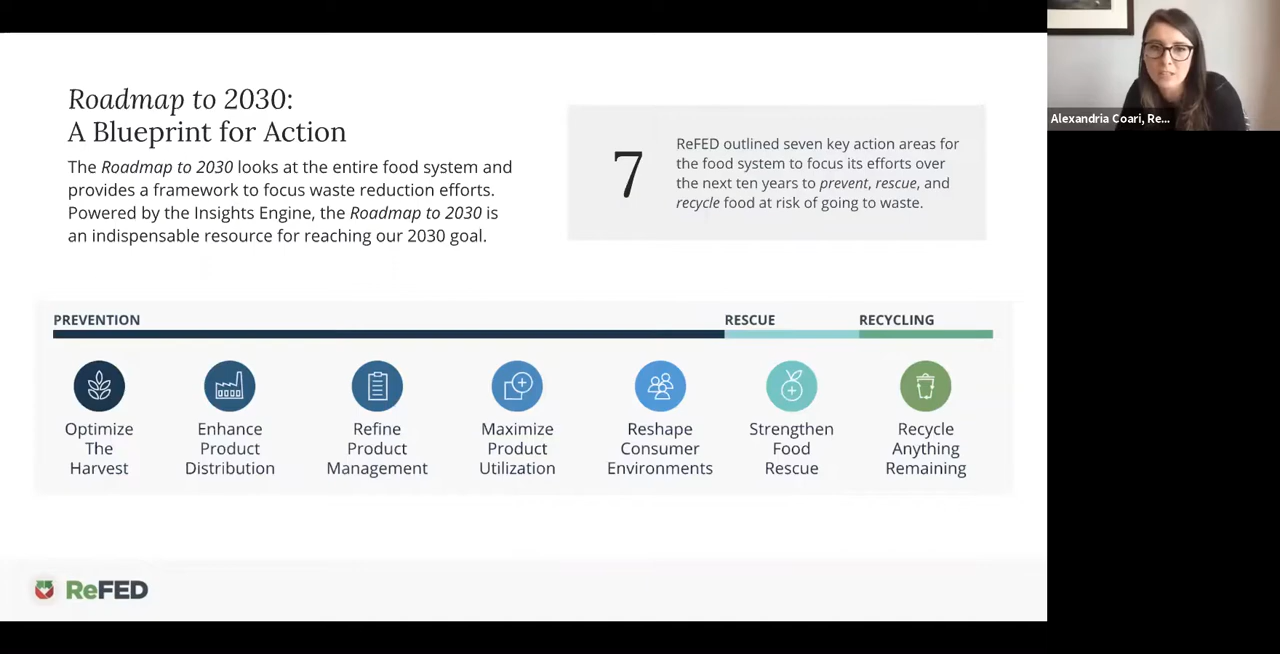 Roadmap to 2030:
A Blueprint for Action
The Roadmap to 2030 looks at the entire food system and
provides a framework to focus waste reduction efforts.
Powered by the Insights Engine, the Roadmap to 2030 is
an indispensable resource for reaching our 2030 goal.
7
ReFED outlined seven key action areas for
the food system to focus its efforts over
the next ten years to prevent, rescue, and
recycle food at risk of going to waste.
Alexandria Coari, Re...
PREVENTION
RESCUE
RECYCLING
Optimize
The
Harvest
Enhance
Product
Distribution
Refine
Product
Management
Maximize
Product
Utilization
Reshape
Consumer
Environments
Strengthen
Food
Rescue
Recycle
Anything
Remaining
ReFED